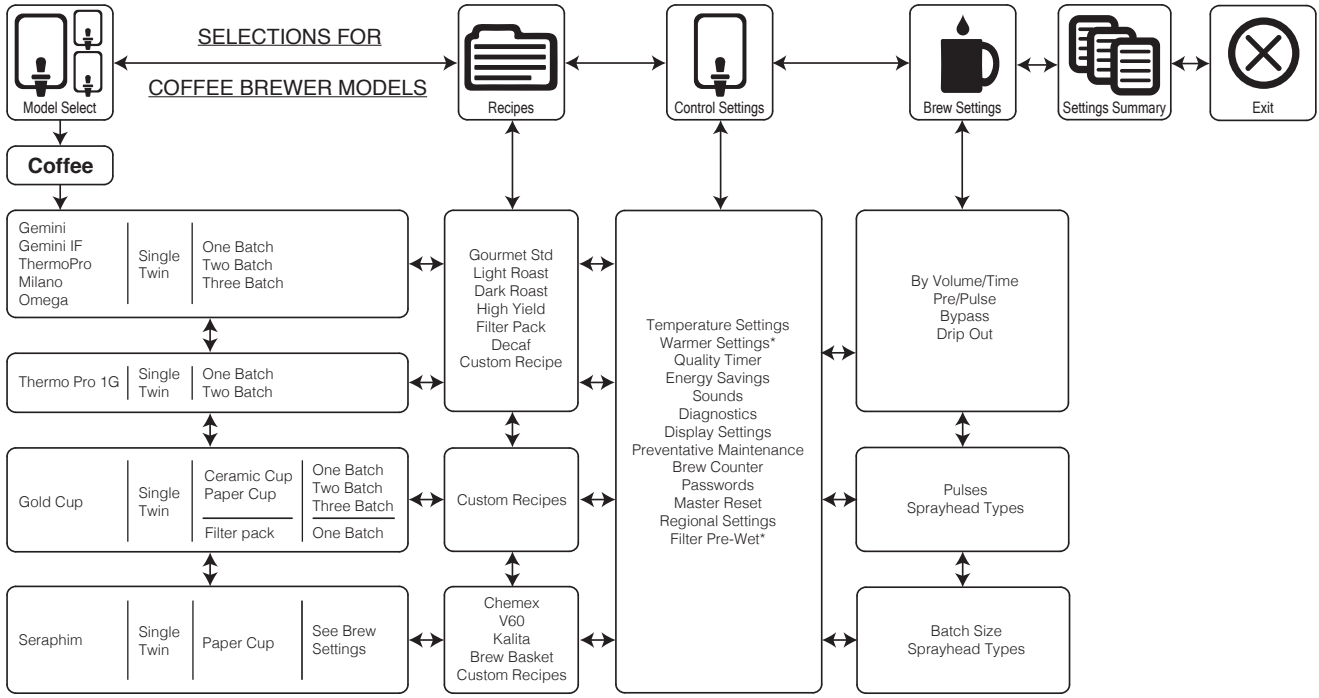 SELECTIONS FOR
COFFEE BREWER MODELS
Model Select
Recipes
Control Settings
Brew Settings
Settings Summary
Exit
Coffee
Gemini
Gemini IF
ThermoPro
Milano
Omega
Single
Twin
One Batch
Two Batch
Three Batch
Thermo Pro 1G
Single
Twin
One Batch
Two Batch
Gold Cup
Single
Twin
Ceramic Cup
Paper Cup
Filter pack
One Batch
Two Batch
Three Batch
One Batch
Seraphim
Single
Twin
Paper Cup
See Brew
Settings
Gourmet Std
Light Roast
Dark Roast
High Yield
Filter Pack
Decaf
Custom Recipe
Custom Recipes
Chemex
V60
Kalita
Brew Basket
Custom Recipes
Temperature Settings
Warmer Settings*
Quality Timer
Energy Savings
Sounds
Diagnostics
Display Settings
Preventative Maintenance
Brew Counter
Passwords
Master Reset
Regional Settings
Filter Pre-Wet*
By Volume/Time
Pre/Pulse
Bypass
Drip Out
Pulses
Sprayhead Types
Batch Size
Sprayhead Types